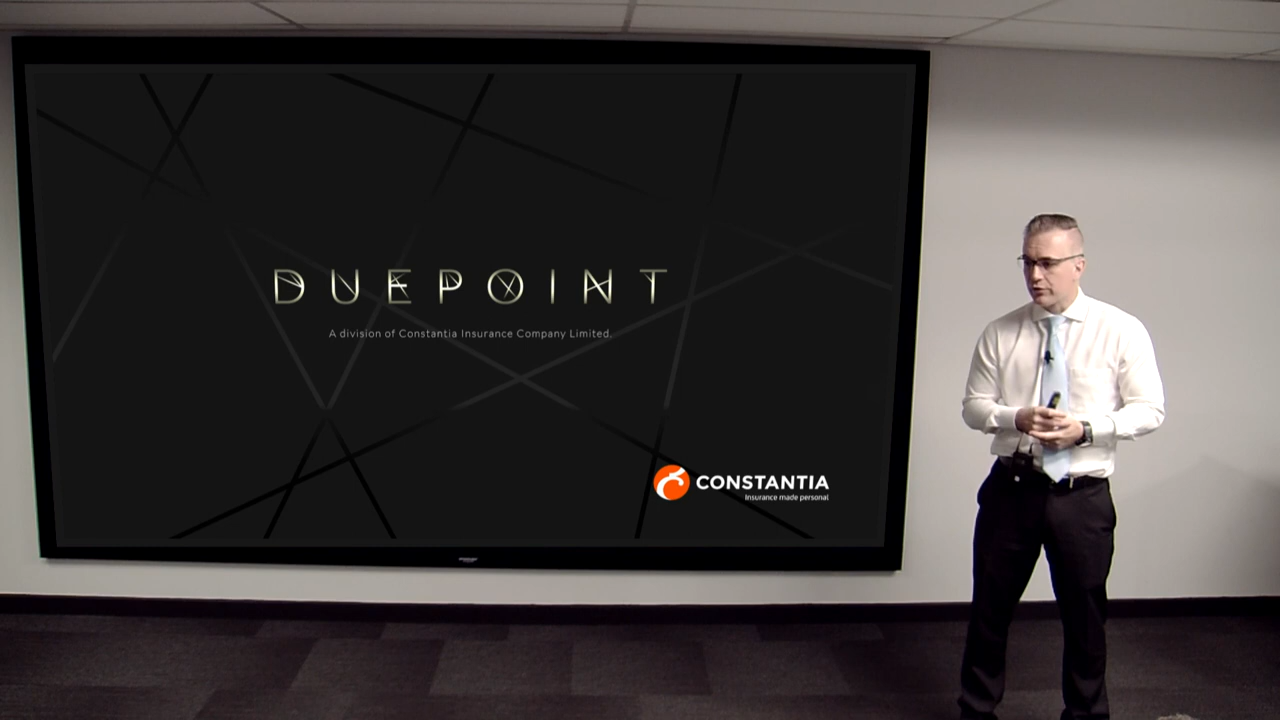 DUEPOINT
A division of Constantia Insurance Company Limited.
CONSTANTIA
Insurance made personal